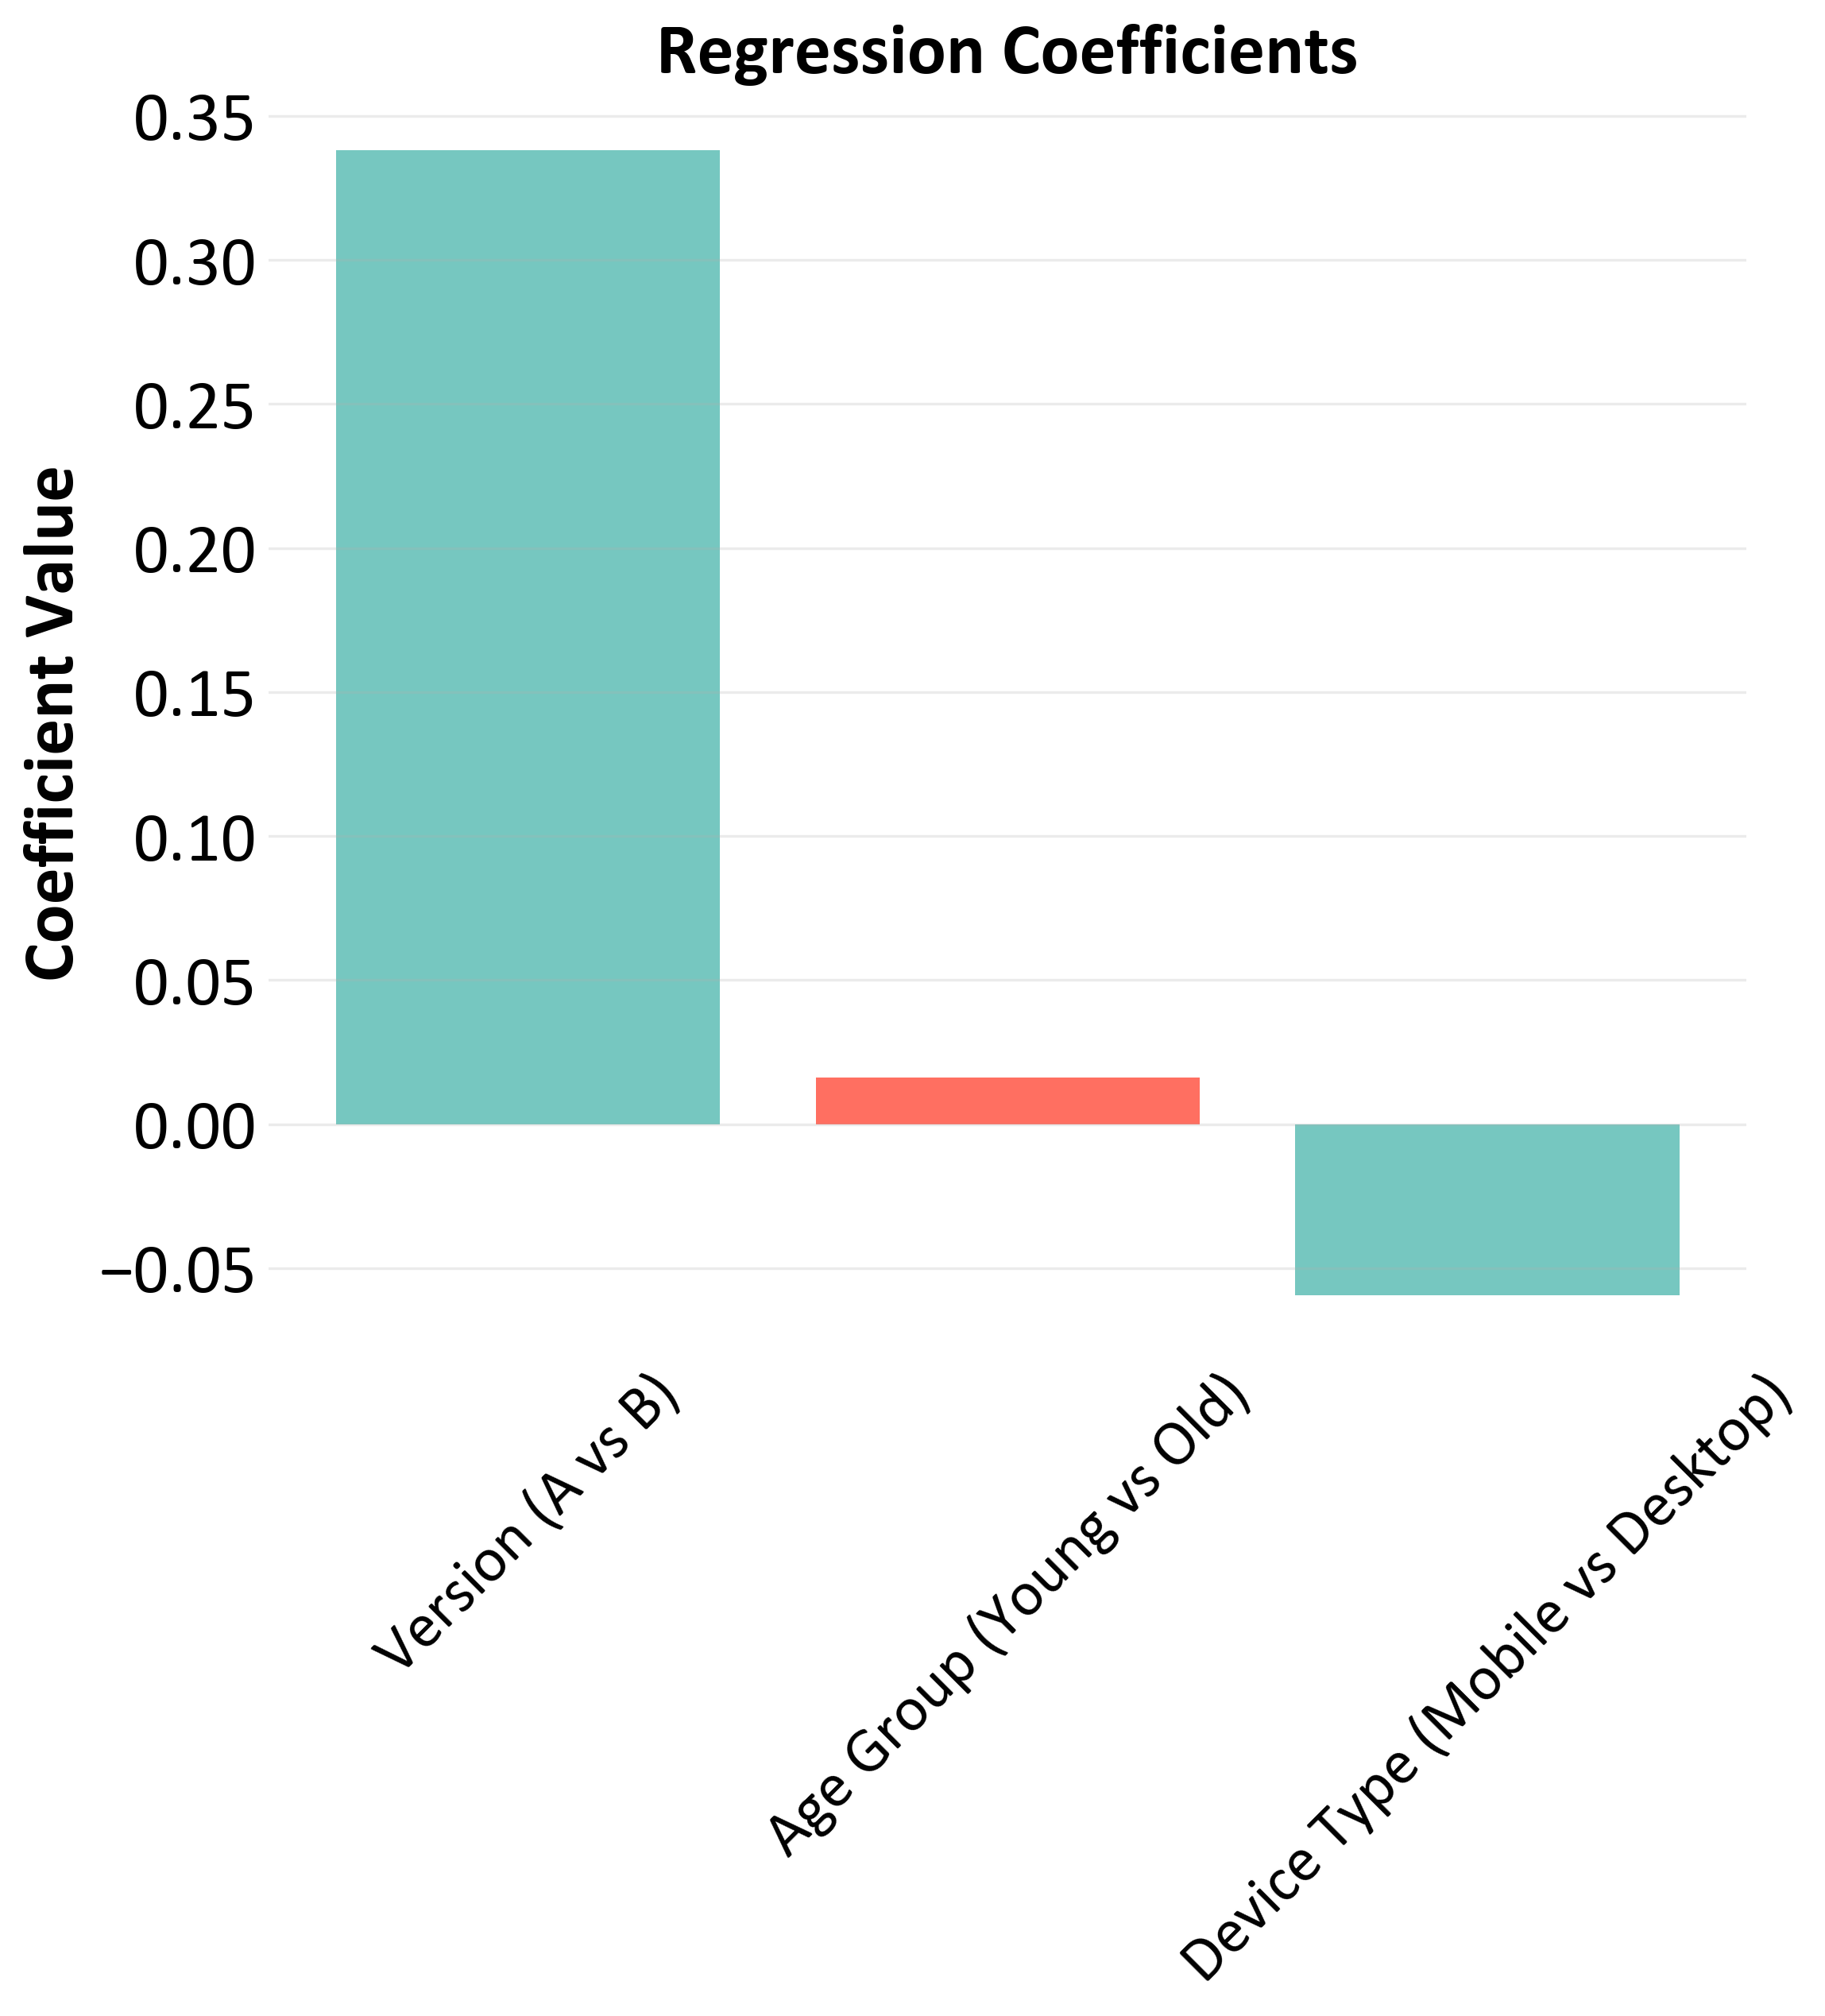 Regression Coefficients
Coefficient Value
0.35
0.30
0.25
0.20
0.15
0.10
0.05
0.00
−0.05
Version (A vs B)
Age Group (Young vs Old)
Device Type (Mobile vs Desktop)